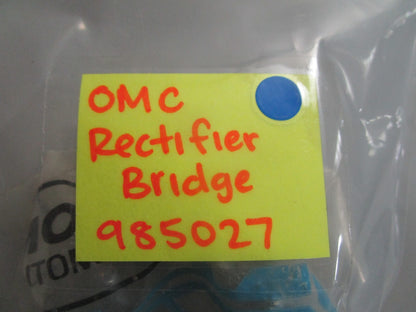 OMC
Rectifier
Bridge
985027